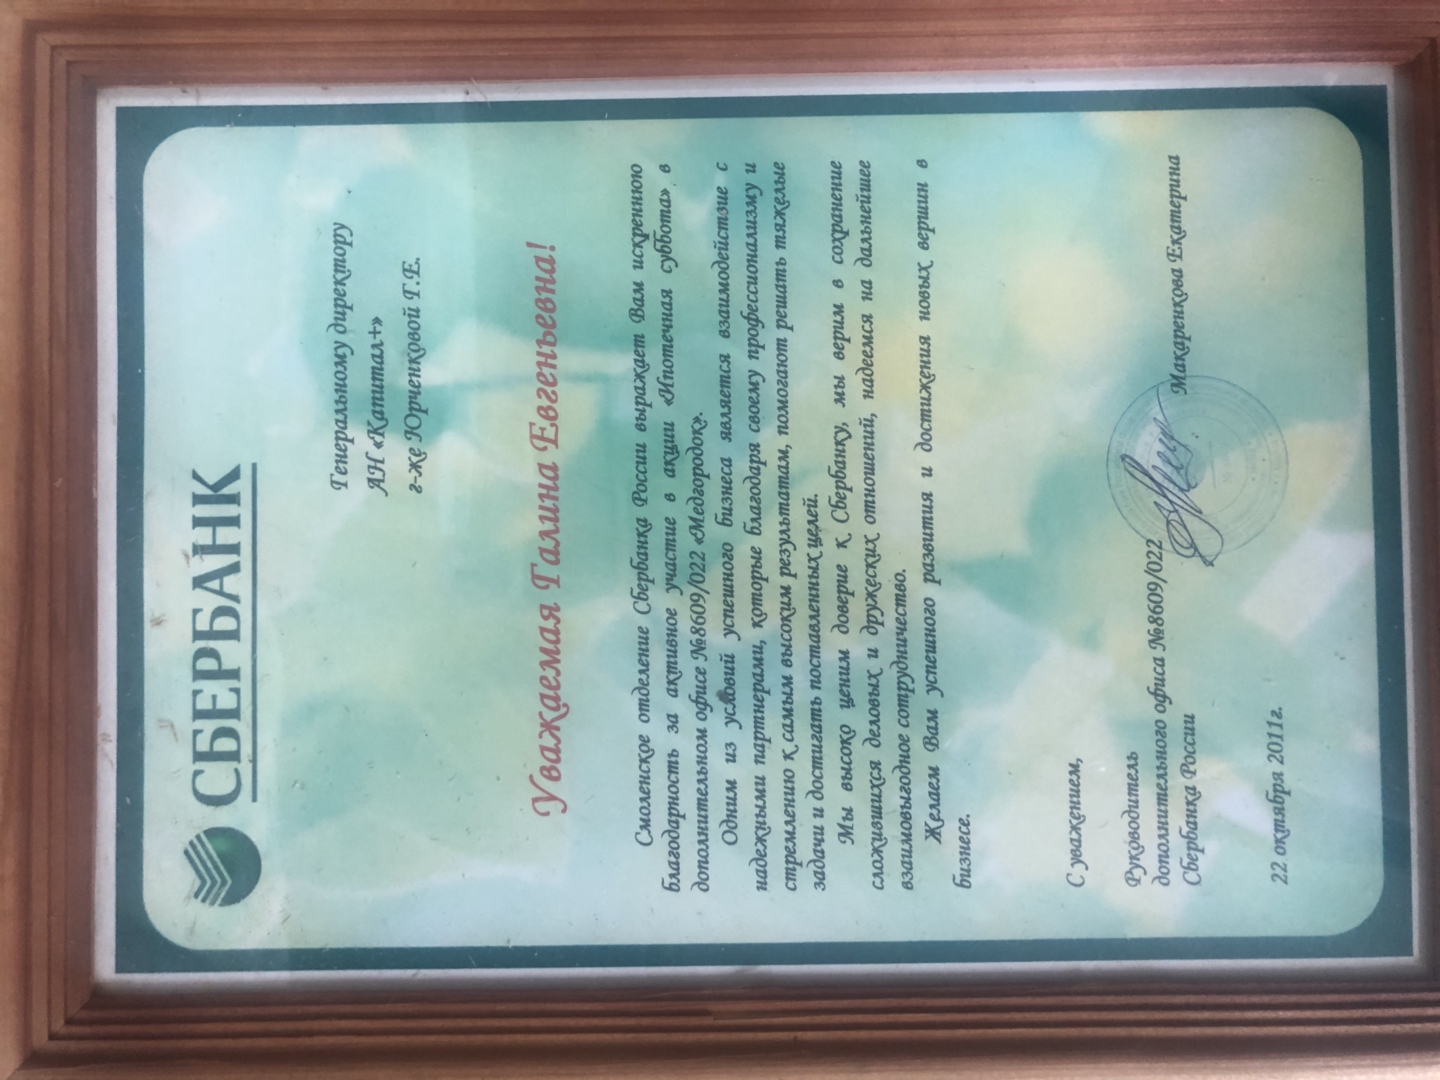 СБЕРБАНК
Генеральному директору
АН «Капитал+»
г-же Юрченковой Г.Е.
Уважаемая Галина Евгеньевна!
Смоленское отделение Сбербанка России выражает Вам искреннюю
благодарность за активное участие в акции «Ипотечная суббота» в
дополнительном офисе №8609/022 «Медгородок».
Одним из условий успешного бизнеса является взаимодействие с
надежными партнерами, которые благодаря своему профессионализму и
стремлению к самым высоким результатам, помогают решать тяжелые
задачи и достигать поставленных целей.
Мы высоко ценим доверие к Сбербанку, мы верим в сохранение
сложившихся деловых и дружеских отношений, надеемся на дальнейшее
взаимовыгодное сотрудничество.
Желаем Вам успешного развития и достижения новых вершин в
бизнесе.
С уважением,
Руководитель
дополнительного офиса №8609/022
Сбербанка России Макаренкова Екатерина
22 октября 2011г.